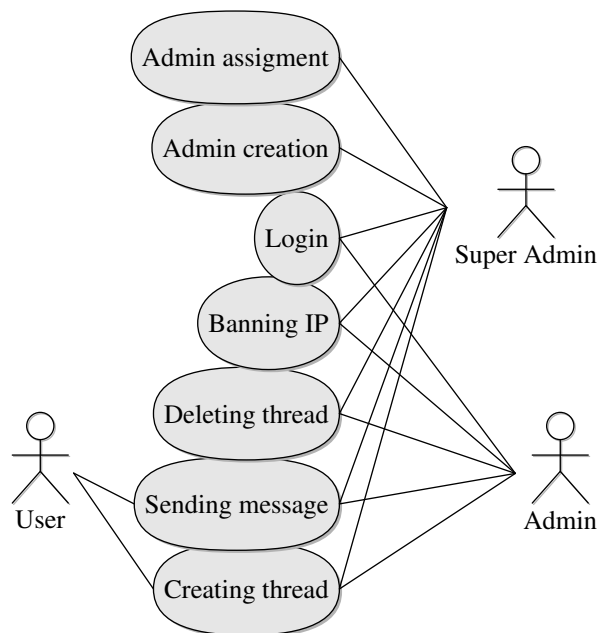 Admin assigment
Admin creation
Login
Super Admin
Banning IP
Deleting thread
Sending message
User
Admin
Creating thread